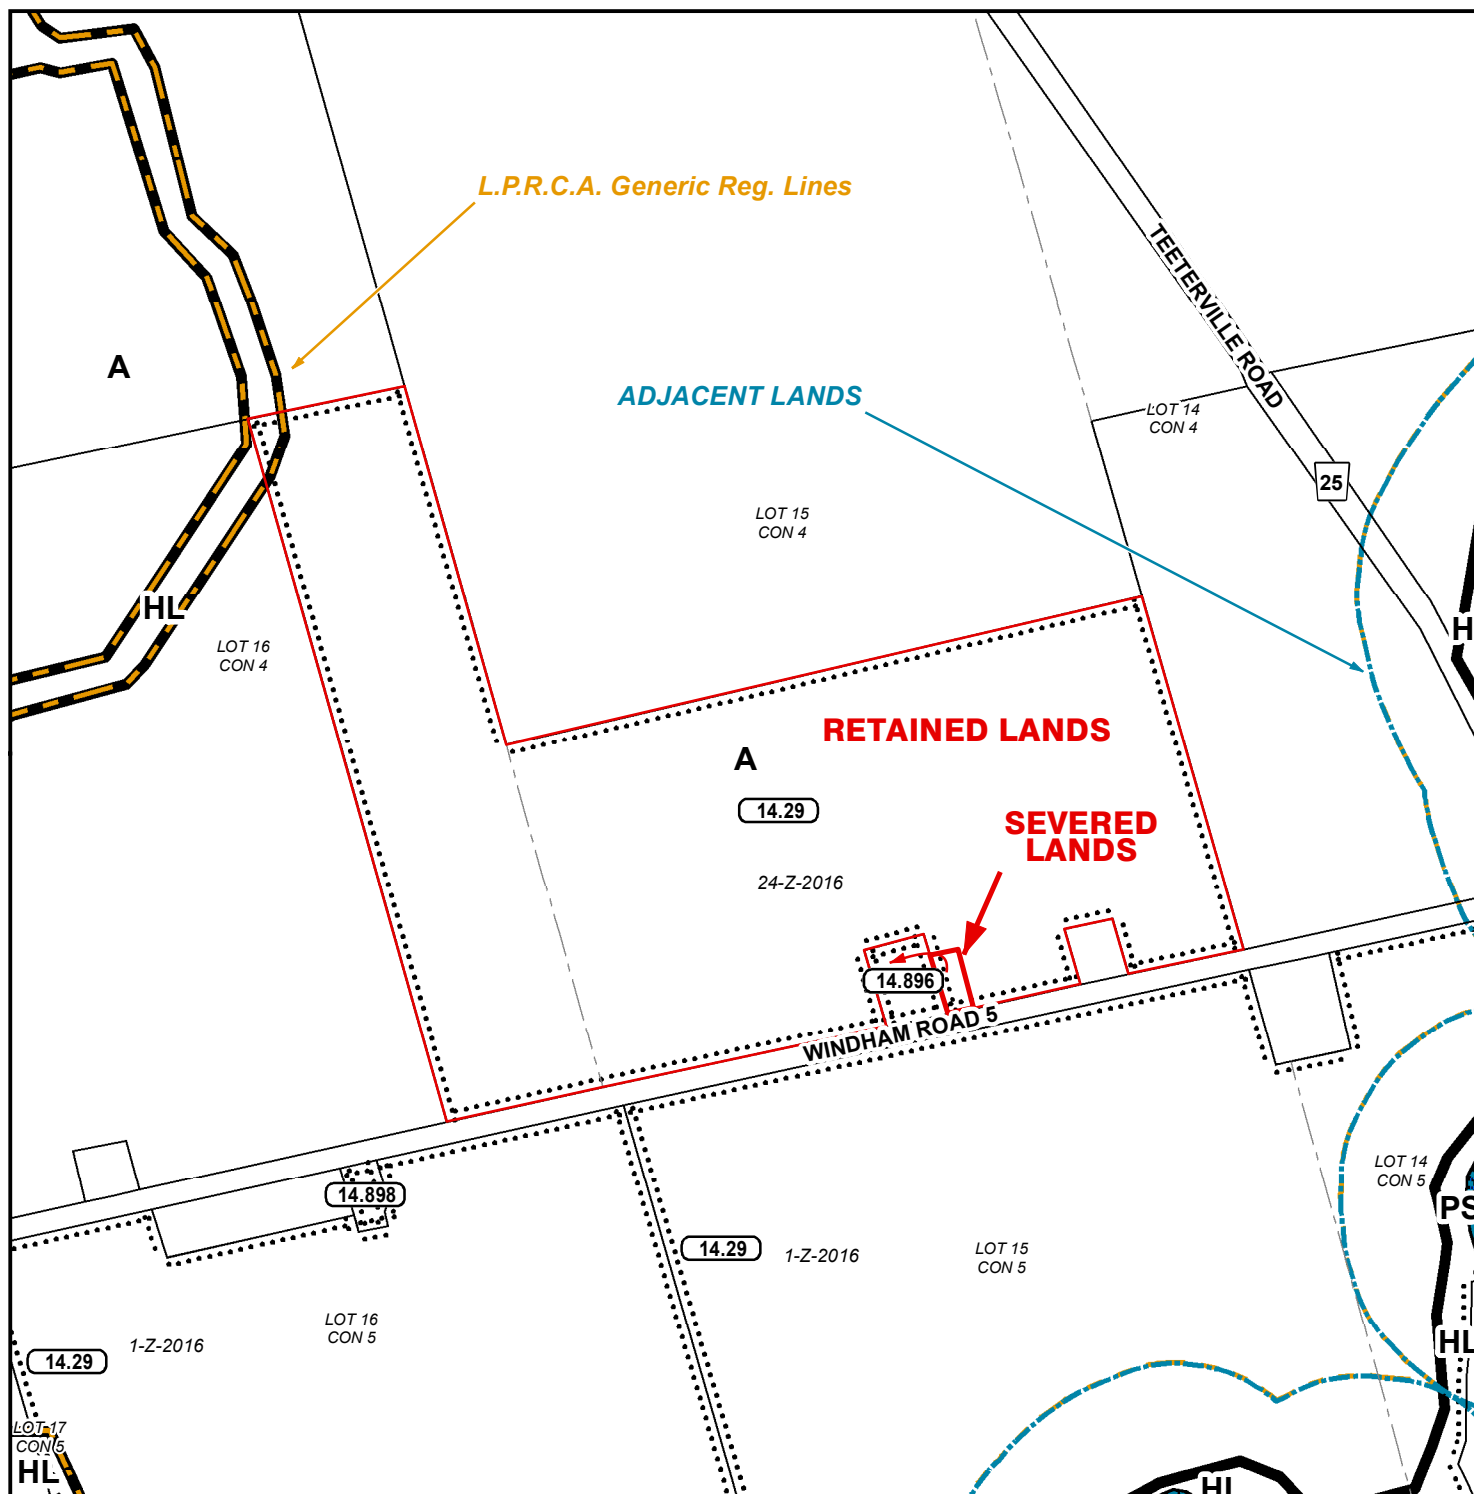 L.P.R.C.A. Generic Reg. Lines
TEETERVILLE ROAD
A
ADJACENT LANDS
LOT 14
CON 4
25
LOT 15
CON 4
HL
LOT 16
CON 4
RETAINED LANDS
A
14.29
SEVERED
LANDS
24-Z-2016
14.896
WINDHAM ROAD 5
14.898
LOT 14
CON 5
14.29
1-Z-2016
LOT 15
CON 5
LOT 16
CON 5
1-Z-2016
14.29
HL
LOT 17
CON 5
HL
HL